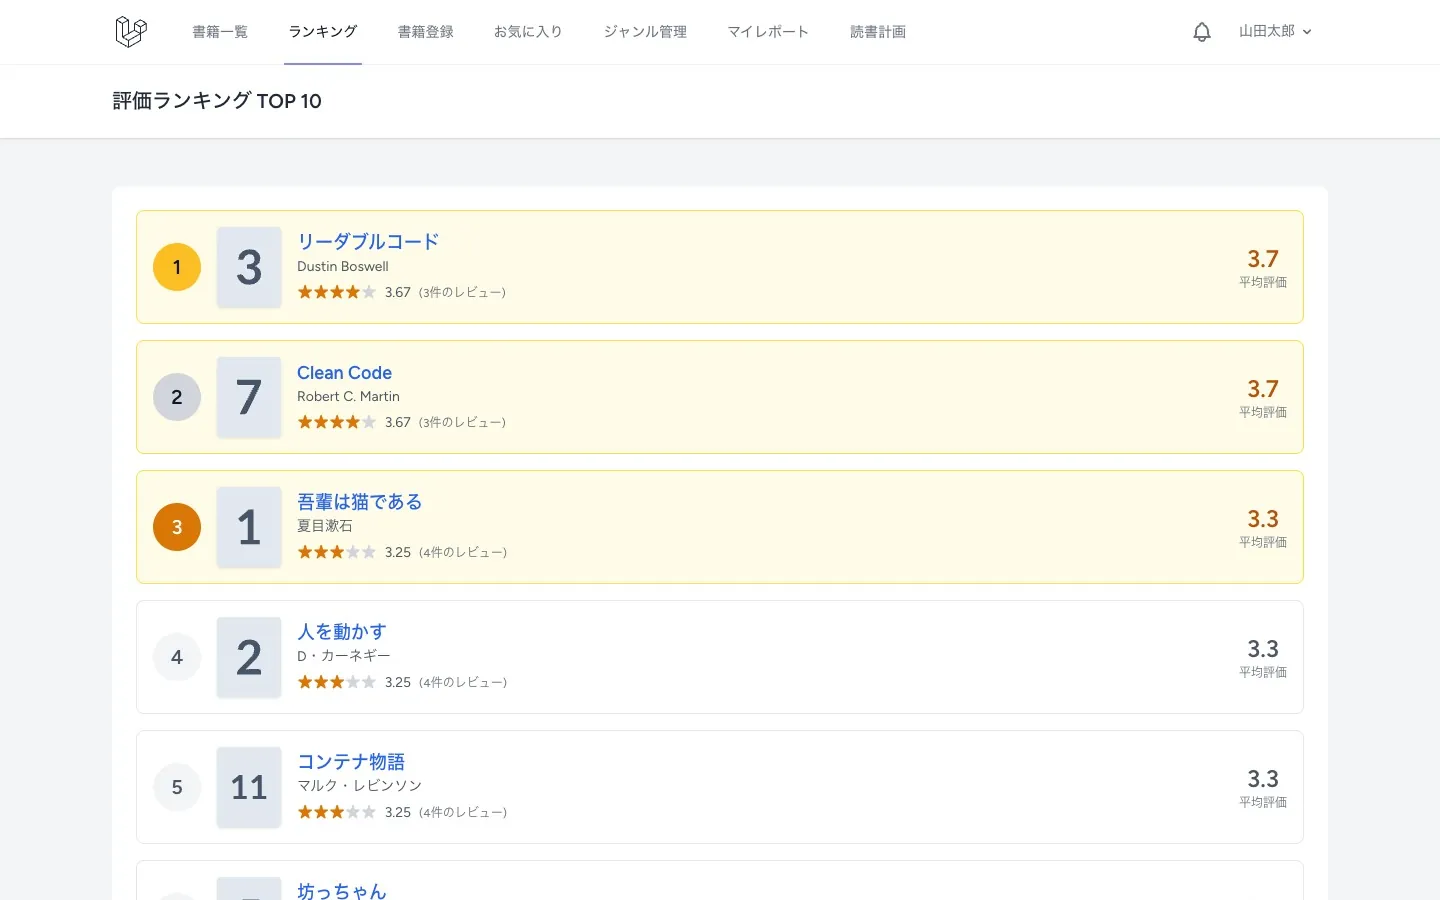 書籍一覧 ランキング 書籍登録 お気に入り ジャンル管理 マイレポート 読書計画 山田太郎
評価ランキング TOP 10
1
3
リーダブルコード
Dustin Boswell
3.67 (3件のレビュー)
3.7
平均評価
2
7
Clean Code
Robert C. Martin
3.67 (3件のレビュー)
3.7
平均評価
3
1
吾輩は猫である
夏目漱石
3.25 (4件のレビュー)
3.3
平均評価
4
2
人を動かす
D・カーネギー
3.25 (4件のレビュー)
3.3
平均評価
5
11
コンテナ物語
マルク・レビンソン
3.25 (4件のレビュー)
3.3
平均評価
坊っちゃん